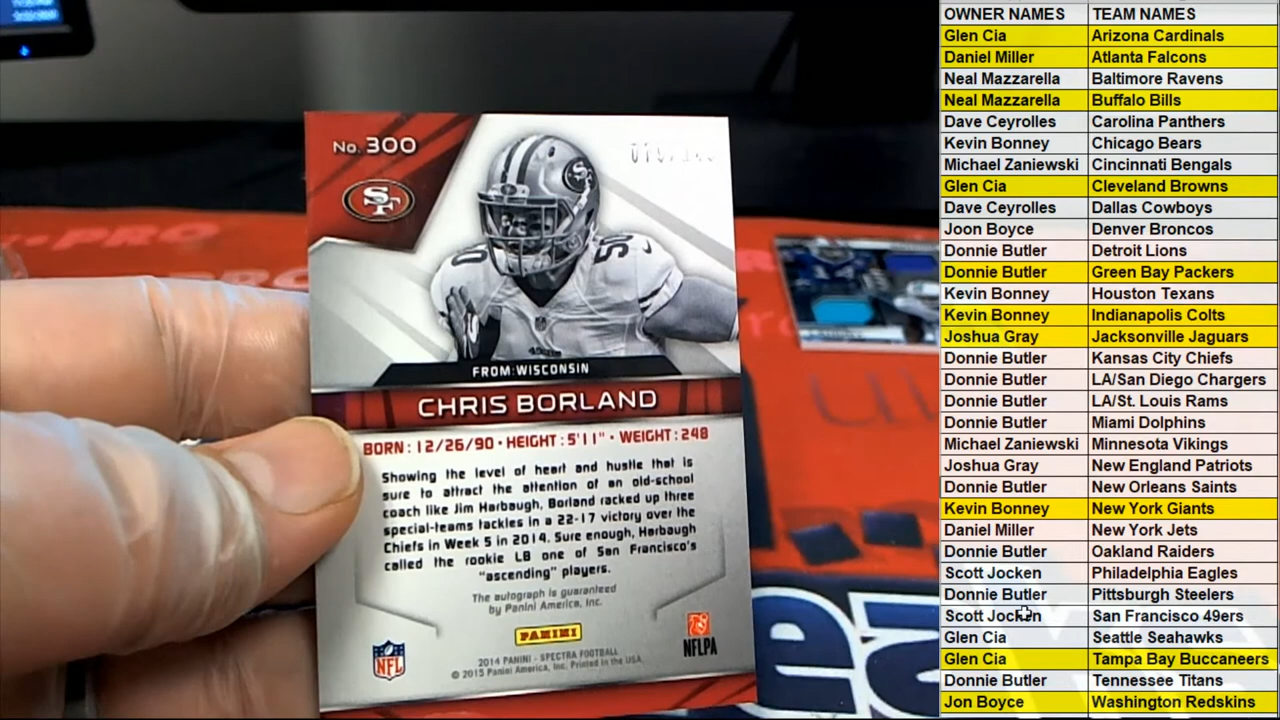 No. 300
SF
50
FROM: WISCONSIN
CHRIS BORLAND
BORN: 12/26/90 • HEIGHT: 5'11" • WEIGHT: 248
Showing the level of heart and hustle that is
sure to attract the attention of an old-school
coach like Jim Harbaugh, Borland racked up three
special-teams tackles in a 22-17 victory over the
Chiefs in Week 5 in 2014. Sure enough, Harbaugh
called the rookie LB one of San Francisco's
"ascending" players.
The autograph is guaranteed
by Panini America, Inc.
PANINI
NFL
NFLPA
2014 PANINI - SPECTRA FOOTBALL
© 2015 Panini America, Inc. Printed in the USA.
OWNER NAMES TEAM NAMES
Glen Cia Arizona Cardinals
Daniel Miller Atlanta Falcons
Neal Mazzarella Baltimore Ravens
Neal Mazzarella Buffalo Bills
Dave Ceyrolles Carolina Panthers
Kevin Bonney Chicago Bears
Michael Zaniewski Cincinnati Bengals
Glen Cia Cleveland Browns
Dave Ceyrolles Dallas Cowboys
Joon Boyce Denver Broncos
Donnie Butler Detroit Lions
Donnie Butler Green Bay Packers
Kevin Bonney Houston Texans
Kevin Bonney Indianapolis Colts
Joshua Gray Jacksonville Jaguars
Donnie Butler Kansas City Chiefs
Donnie Butler LA/San Diego Chargers
Donnie Butler LA/St. Louis Rams
Donnie Butler Miami Dolphins
Michael Zaniewski Minnesota Vikings
Joshua Gray New England Patriots
Donnie Butler New Orleans Saints
Kevin Bonney New York Giants
Daniel Miller New York Jets
Donnie Butler Oakland Raiders
Scott Jocken Philadelphia Eagles
Donnie Butler Pittsburgh Steelers
Scott Jocken San Francisco 49ers
Glen Cia Seattle Seahawks
Glen Cia Tampa Bay Buccaneers
Donnie Butler Tennessee Titans
Jon Boyce Washington Redskins